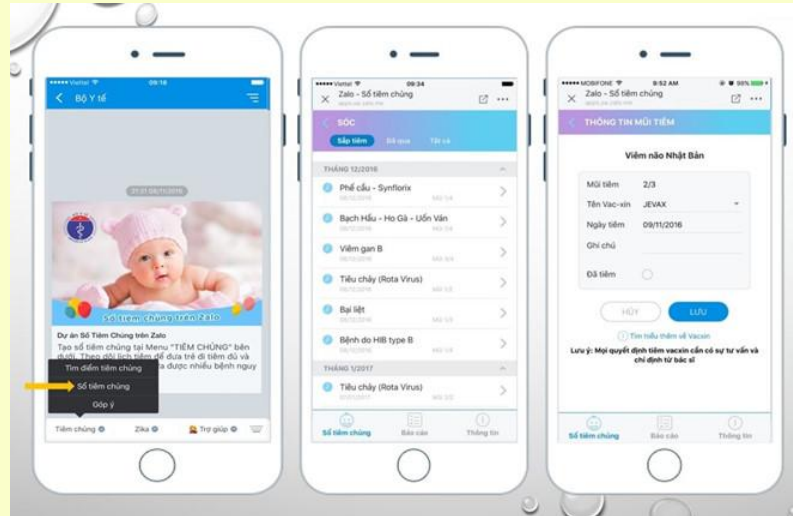 Viettel
09:16
Bộ Y tế
Sổ tiêm chủng trên Zalo
Dự án Sổ Tiêm Chủng trên Zalo
Tạo sổ tiêm chủng tại Menu "TIÊM CHỦNG" bên
dưới. Theo dõi lịch tiêm để đưa trẻ đi tiêm đủ và
được nhiều bệnh nguy
Tìm điểm tiêm chủng
Sổ tiêm chủng
Góp ý
Tiêm chủng
Zika
Trợ giúp
Viettel
09:34
Zalo - Sổ tiêm chủng
SÓC
Sắp tiêm
Đã qua
Tất cả
THÁNG 12/2016
Phế cầu - Synflorix
Bạch Hầu - Ho Gà - Uốn Ván
Viêm gan B
Tiêu chảy (Rota Virus)
Bại liệt
Bệnh do HIB type B
THÁNG 1/2017
Tiêu chảy (Rota Virus)
Sổ tiêm chủng
Báo cáo
Thông tin
MOBIFONE
9:52 AM
98%
Zalo - Sổ tiêm chủng
THÔNG TIN MŨI TIÊM
Viêm não Nhật Bản
Mũi tiêm 2/3
Tên Vac-xin JEVAX
Ngày tiêm 09/11/2016
Ghi chú
Đã tiêm
HỦY
LƯU
Tìm hiểu thêm về Vacxin
Lưu ý: Mọi quyết định tiêm vacxin cần có sự tư vấn và
chỉ định từ bác sĩ
Sổ tiêm chủng
Báo cáo
Thông tin